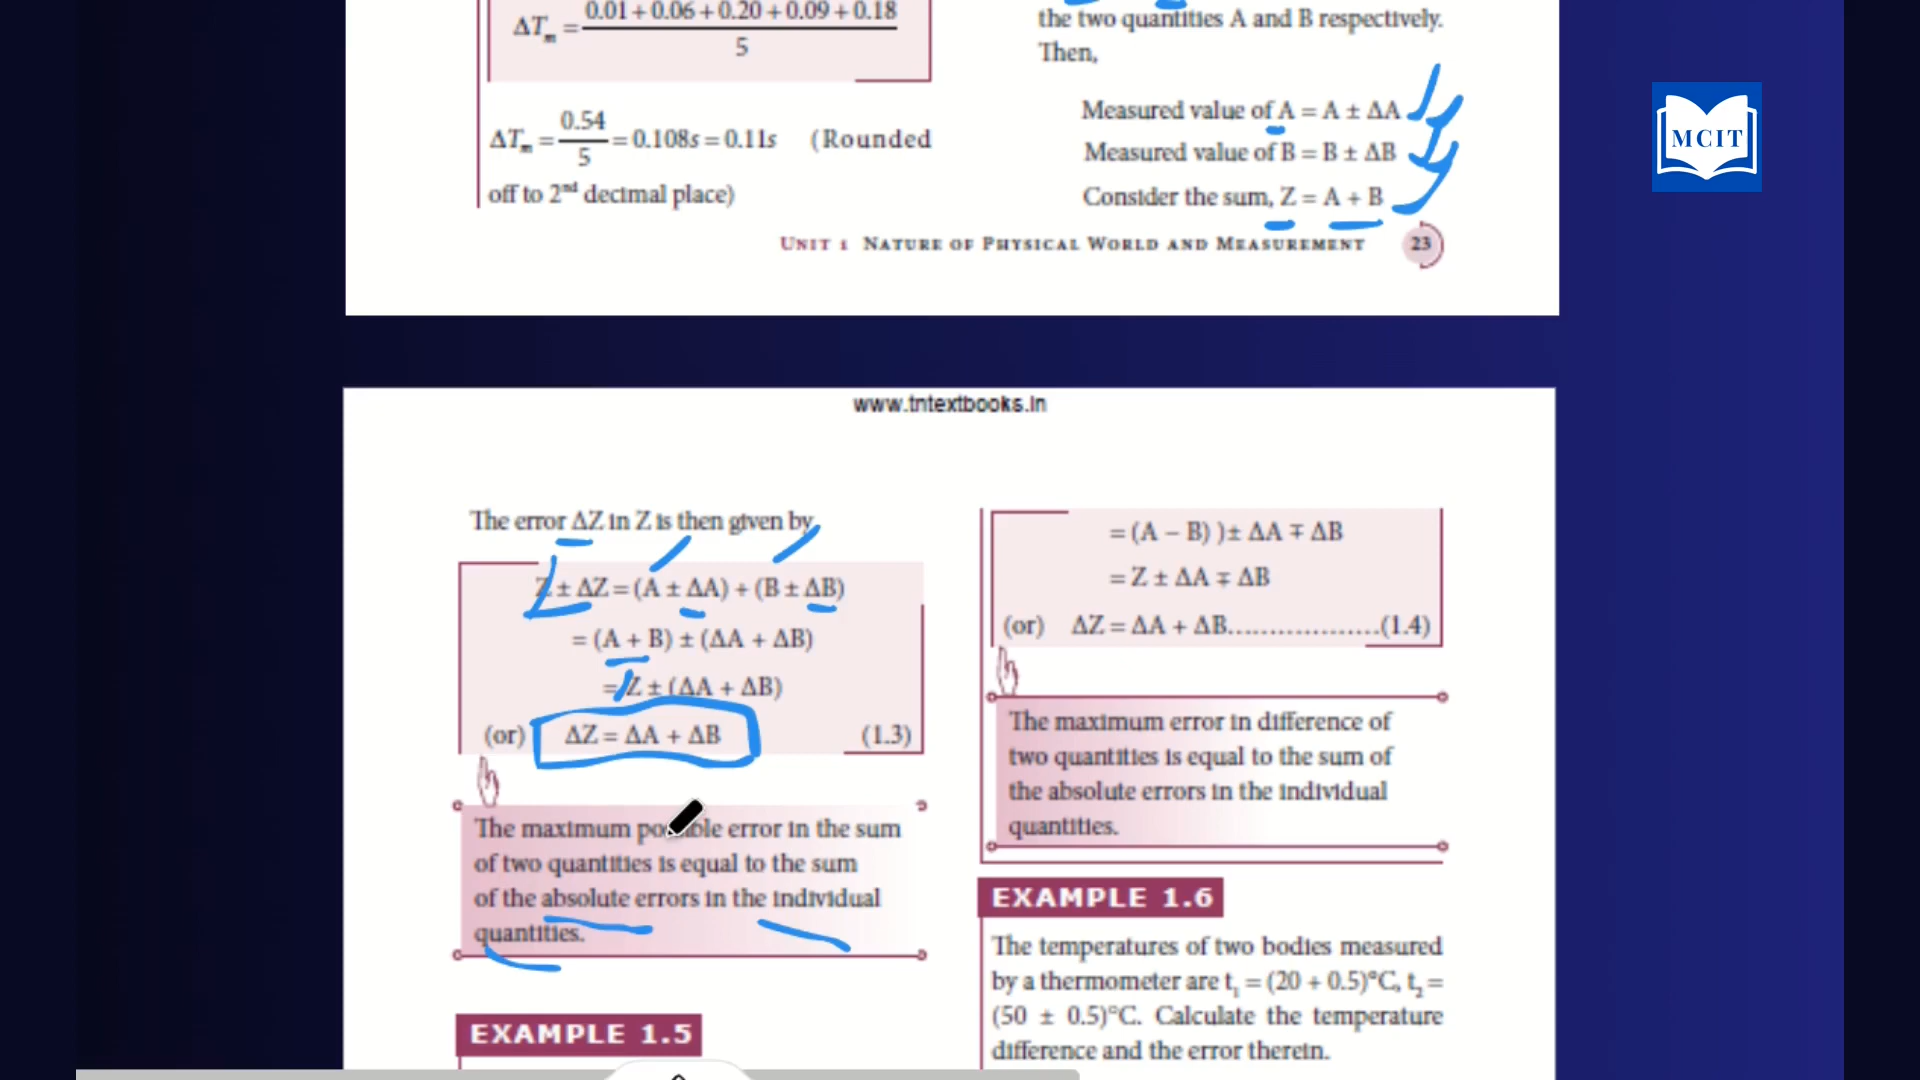 ΔTm = 0.01 + 0.06 + 0.20 + 0.09 + 0.18 / 5
ΔTm = 0.54 / 5 = 0.108s = 0.11s (Rounded
off to 2nd decimal place)
the two quantities A and B respectively.
Then,
Measured value of A = A ± ΔA
Measured value of B = B ± ΔB
Consider the sum, Z = A + B
UNIT 1 NATURE OF PHYSICAL WORLD AND MEASUREMENT 23
MCIT
www.tntextbooks.in
The error ΔZ in Z is then given by
Z ± ΔZ = (A ± ΔA) + (B ± ΔB)
= (A + B) ± (ΔA + ΔB)
= Z ± (ΔA + ΔB)
(or) ΔZ = ΔA + ΔB (1.3)
The maximum possible error in the sum
of two quantities is equal to the sum
of the absolute errors in the individual
quantities.
EXAMPLE 1.5
= (A − B) )± ΔA ∓ ΔB
= Z ± ΔA ∓ ΔB
(or) ΔZ = ΔA + ΔB..................(1.4)
The maximum error in difference of
two quantities is equal to the sum of
the absolute errors in the individual
quantities.
EXAMPLE 1.6
The temperatures of two bodies measured
by a thermometer are t1 = (20 + 0.5)°C, t2 =
(50 ± 0.5)°C. Calculate the temperature
difference and the error therein.